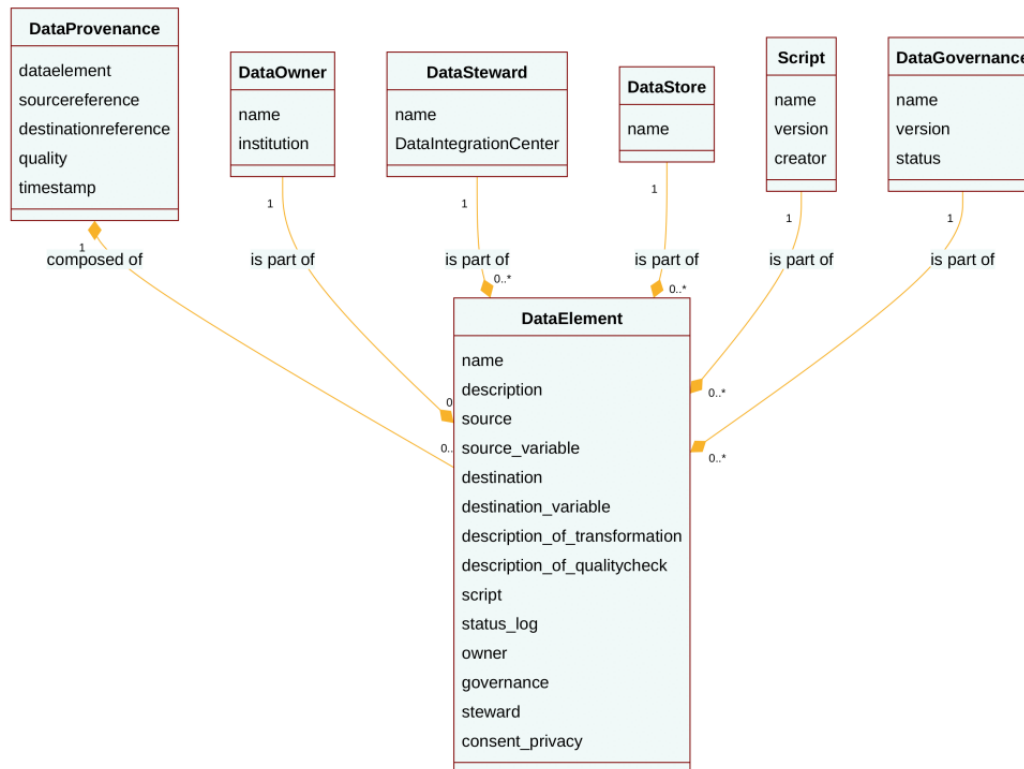 DataProvenance
dataelement
sourcereference
destinationreference
quality
timestamp
DataOwner
name
institution
DataSteward
name
DataIntegrationCenter
DataStore
name
Script
name
version
creator
DataGovernance
name
version
status
1
1
1
1
1
1
composed of
is part of
is part of
is part of
is part of
is part of
0..*
0..*
0..*
0..*
0
0..
DataElement
name
description
source
source_variable
destination
destination_variable
description_of_transformation
description_of_qualitycheck
script
status_log
owner
governance
steward
consent_privacy